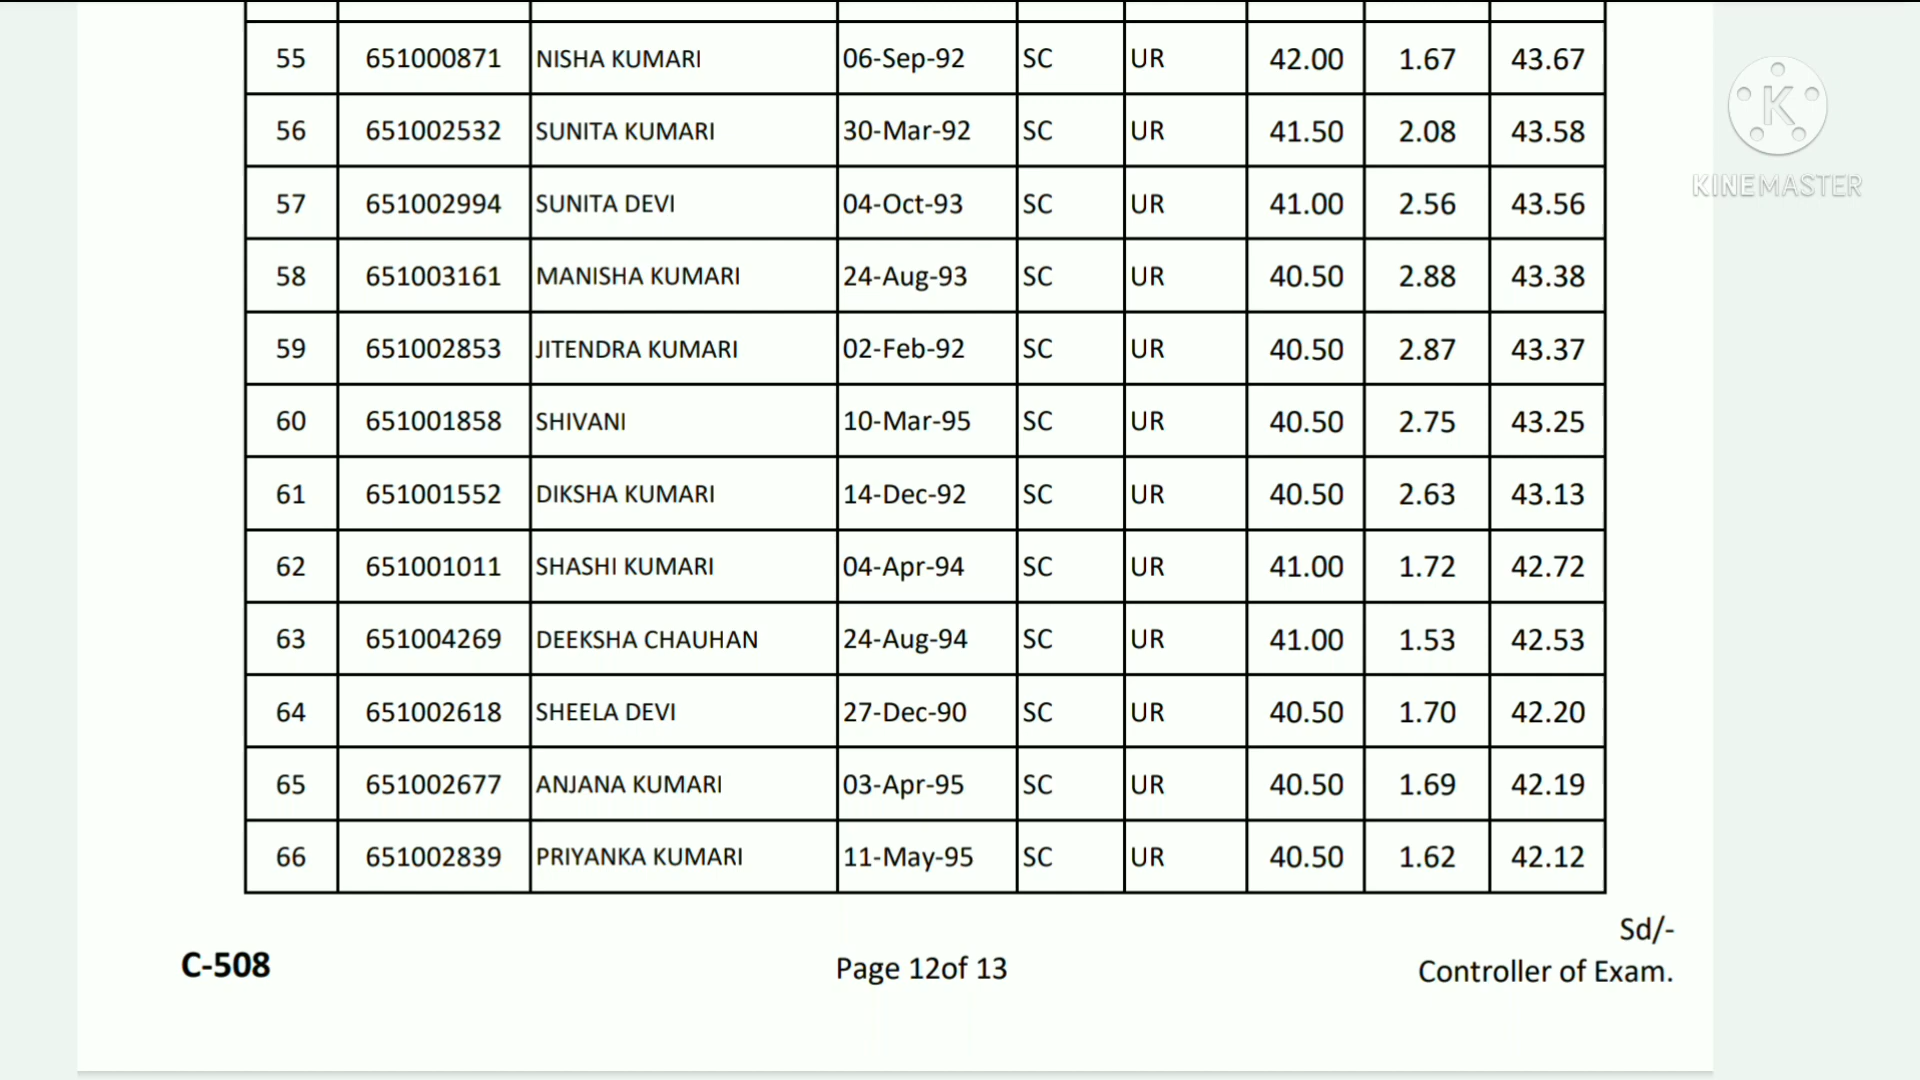 55 651000871 NISHA KUMARI 06-Sep-92 SC UR 42.00 1.67 43.67
56 651002532 SUNITA KUMARI 30-Mar-92 SC UR 41.50 2.08 43.58
57 651002994 SUNITA DEVI 04-Oct-93 SC UR 41.00 2.56 43.56
58 651003161 MANISHA KUMARI 24-Aug-93 SC UR 40.50 2.88 43.38
59 651002853 JITENDRA KUMARI 02-Feb-92 SC UR 40.50 2.87 43.37
60 651001858 SHIVANI 10-Mar-95 SC UR 40.50 2.75 43.25
61 651001552 DIKSHA KUMARI 14-Dec-92 SC UR 40.50 2.63 43.13
62 651001011 SHASHI KUMARI 04-Apr-94 SC UR 41.00 1.72 42.72
63 651004269 DEEKSHA CHAUHAN 24-Aug-94 SC UR 41.00 1.53 42.53
64 651002618 SHEELA DEVI 27-Dec-90 SC UR 40.50 1.70 42.20
65 651002677 ANJANA KUMARI 03-Apr-95 SC UR 40.50 1.69 42.19
66 651002839 PRIYANKA KUMARI 11-May-95 SC UR 40.50 1.62 42.12
Sd/-
C-508 Page 12of 13 Controller of Exam.
K
KINEMASTER